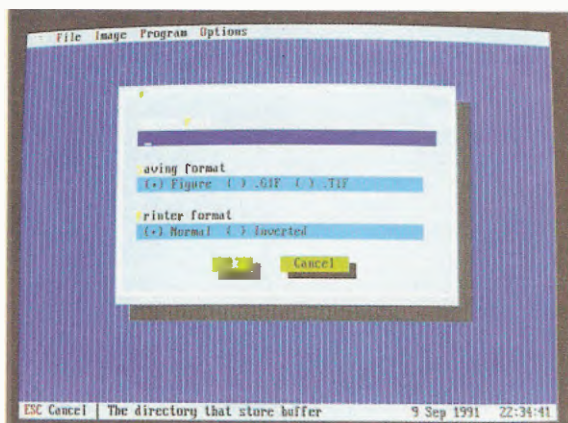 File Image Program Options
aving format
(•) Figure ( ) .GIF ( ) .TIF
rinter format
(•) Normal ( ) Inverted
Cancel
ESC Cancel | The directory that store buffer 9 Sep 1991 22:34:41